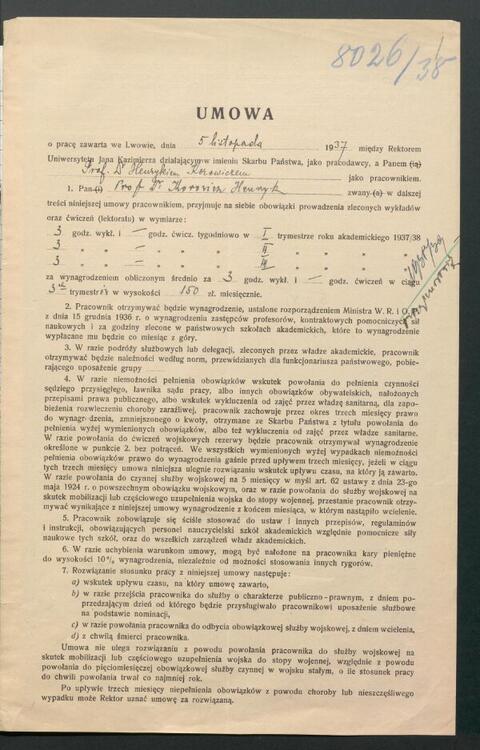 8026/38
UMOWA
o pracę zawarta we Lwowie, dnia 5 listopada 1937 między Rektorem
Uniwersytetu Jana Kazimierza działającym w imieniu Skarbu Państwa, jako pracodawcy, a Panem (ią)
Prof. Dr Henrykiem jako pracownikiem.
1. Pan(i) Prof Dr Henryk zwany-(a) w dalszej
treści niniejszej umowy pracownikiem, przyjmuje na siebie obowiązki prowadzenia zleconych wykładów
oraz ćwiczeń (lektoratu) w wymiarze:
3 godz. wykł. i — godz. ćwicz. tygodniowo w I trymestrze roku akademickiego 1937/38
3 " " — " " " II " " " "
3 " " — " " " III " " " "
za wynagrodzeniem obliczonym średnio za 3 godz. wykł. i — godz. ćwiczeń w ciągu
3 trymestrów w wysokości 150 zł. miesięcznie.
2. Pracownik otrzymywać będzie wynagrodzenie, ustalone rozporządzeniem Ministra W. R. i O. P.
z dnia 15 grudnia 1936 r. o wynagrodzeniu zastępców profesorów, kontraktowych pomocniczych sił
naukowych i za godziny zlecone w państwowych szkołach akademickich, które to wynagrodzenie
wypłacane mu będzie co miesiąc z góry.
3. W razie podróży służbowych lub delegacji, zleconych przez władze akademickie, pracownik
otrzymywać będzie należności według norm, przewidzianych dla funkcjonariusza państwowego, pobie-
rającego uposażenie grupy
4. W razie niemożności pełnienia obowiązków wskutek powołania do pełnienia czynności
sędziego przysięgłego, ławnika sądu pracy, albo innych obowiązków obywatelskich, nałożonych
przepisami prawa publicznego, albo wskutek wykluczenia od zajęć przez władzę sanitarną, dla zapo-
bieżenia rozwleczeniu choroby zaraźliwej, pracownik zachowuje przez okres trzech miesięcy prawo
do wynagrodzenia, zmniejszonego o kwoty, otrzymane ze Skarbu Państwa z tytułu powołania do
pełnienia wyżej wymienionych obowiązków, albo też wykluczenia od zajęć przez władze sanitarne.
W razie powołania do ćwiczeń wojskowych rezerwy będzie pracownik otrzymywał wynagrodzenie
określone w punkcie 2. bez potrąceń. We wszystkich wymienionych wyżej wypadkach niemożności
pełnienia obowiązków prawo do wynagrodzenia gaśnie przed upływem trzech miesięcy, jeżeli w ciągu
tych trzech miesięcy umowa niniejsza ulegnie rozwiązaniu wskutek upływu czasu, na który ją zawarto.
W razie powołania do czynnej służby wojskowej na 5 miesięcy w myśl art. 62 ustawy z dnia 23-go
maja 1924 r. o powszechnym obowiązku wojskowym, oraz w razie powołania do służby wojskowej na
skutek mobilizacji lub częściowego uzupełnienia wojska do stopy wojennej, przestanie pracownik otrzy-
mywać wynikające z niniejszej umowy wynagrodzenie z końcem miesiąca, w którym nastąpiło wcielenie.
5. Pracownik zobowiązuje się ściśle stosować do ustaw i innych przepisów, regulaminów
i instrukcji, obowiązujących personel nauczycielski szkół akademickich względnie pomocnicze siły
naukowe tych szkół, oraz do wszelkich zarządzeń władz akademickich.
6. W razie uchybienia warunkom umowy, mogą być nałożone na pracownika kary pieniężne
do wysokości 10% wynagrodzenia, niezależnie od możności stosowania innych rygorów.
7. Rozwiązanie stosunku pracy z niniejszej umowy następuje:
a) wskutek upływu czasu, na który umowę zawarto,
b) w razie przejścia pracownika do służby o charakterze publiczno-prawnym, z dniem po-
przedzającym dzień od którego będzie przysługiwało pracownikowi uposażenie służbowe
na podstawie nominacji,
c) w razie powołania pracownika do odbycia obowiązkowej służby wojskowej, z dniem wcielenia,
d) z chwilą śmierci pracownika.
Umowa nie ulega rozwiązaniu z powodu powołania pracownika do służby wojskowej na
skutek mobilizacji lub częściowego uzupełnienia wojska do stopy wojennej, względnie z powodu
powołania do pięciomiesięcznej obowiązkowej służby czynnej w wojsku stałym, o ile stosunek pracy
do chwili powołania trwał co najmniej rok.
Po upływie trzech miesięcy niepełnienia obowiązków z powodu choroby lub nieszczęśliwego
wypadku może Rektor uznać umowę za rozwiązaną.